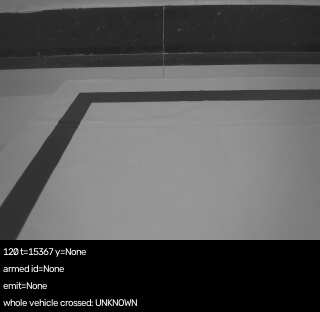 120 t=15367 y=None
armed id=None
emit=None
whole vehicle crossed: UNKNOWN